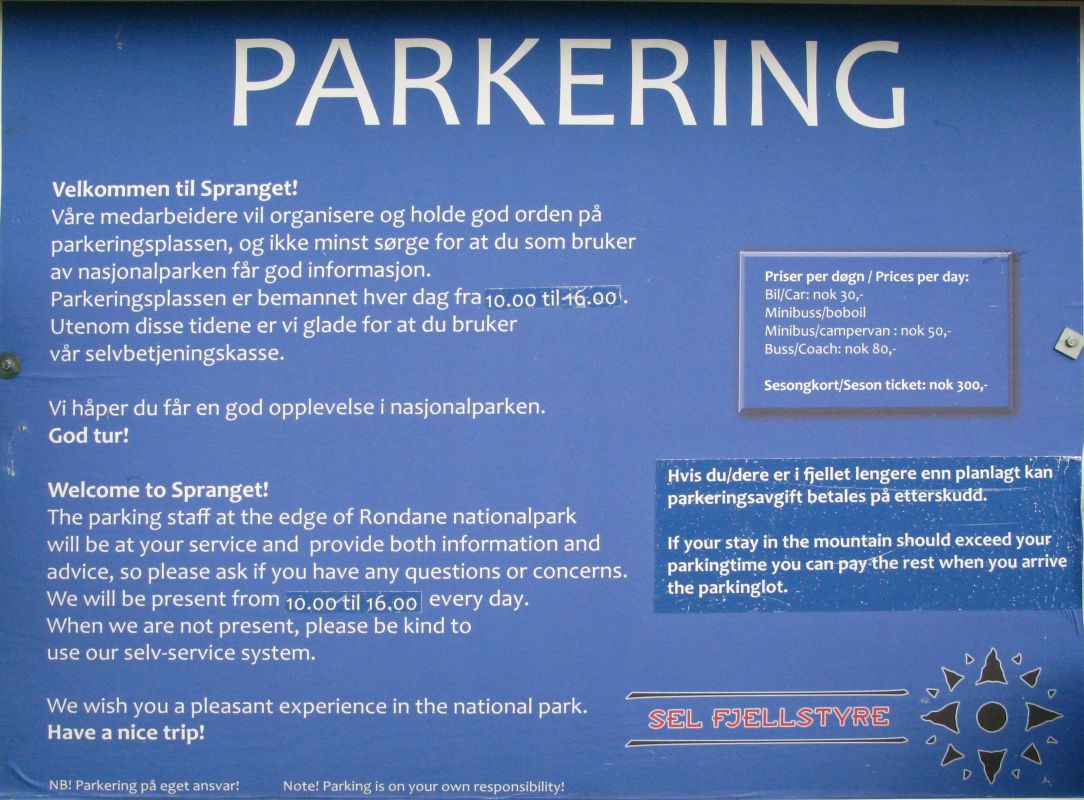 PARKERING
Velkommen til Spranget!
Våre medarbeidere vil organisere og holde god orden på
parkeringsplassen, og ikke minst sørge for at du som bruker
av nasjonalparken får god informasjon.
Parkeringsplassen er bemannet hver dag fra 10.00 til 16.00.
Utenom disse tidene er vi glade for at du bruker
vår selvbetjeningskasse.
Vi håper du får en god opplevelse i nasjonalparken.
God tur!
Welcome to Spranget!
The parking staff at the edge of Rondane nationalpark
will be at your service and provide both information and
advice, so please ask if you have any questions or concerns.
We will be present from 10.00 til 16.00 every day.
When we are not present, please be kind to
use our selv-service system.
We wish you a pleasant experience in the national park.
Have a nice trip!
NB! Parkering på eget ansvar! Note! Parking is on your own responsibility!
Priser per døgn / Prices per day:
Bil/Car: nok 30,-
Minibuss/boboil
Minibus/campervan : nok 50,-
Buss/Coach: nok 80,-
Sesongkort/Seson ticket: nok 300,-
Hvis du/dere er i fjellet lengere enn planlagt kan
parkeringsavgift betales på etterskudd.
If your stay in the mountain should exceed your
parkingtime you can pay the rest when you arrive
the parkinglot.
SEL FJELLSTYRE